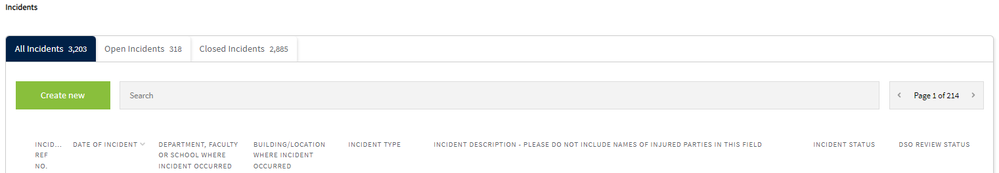 Incidents
All Incidents 3,203 Open Incidents 318 Closed Incidents 2,885
Create new Search Page 1 of 214
INCID... DATE OF INCIDENT DEPARTMENT, FACULTY BUILDING/LOCATION INCIDENT TYPE INCIDENT DESCRIPTION - PLEASE DO NOT INCLUDE NAMES OF INJURED PARTIES IN THIS FIELD INCIDENT STATUS DSO REVIEW STATUS
REF OR SCHOOL WHERE WHERE INCIDENT
NO. INCIDENT OCCURRED OCCURRED